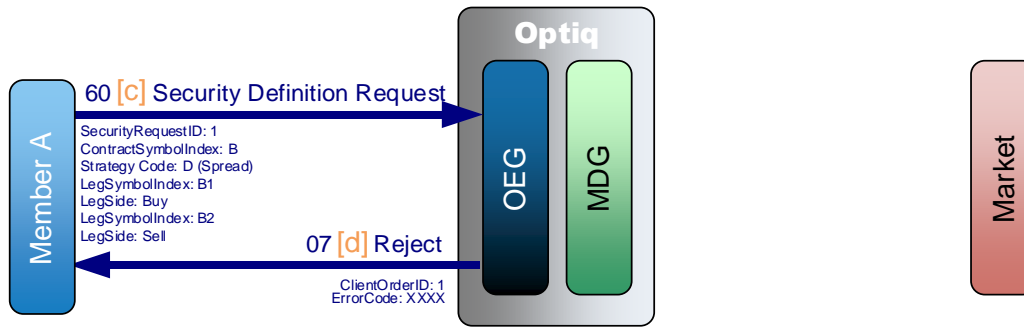 Optiq
60 [c] Security Definition Request
SecurityRequestID: 1
ContractSymbolIndex: B
Strategy Code: D (Spread)
LegSymbolIndex: B1
LegSide: Buy
LegSymbolIndex: B2
LegSide: Sell
07 [d] Reject
ClientOrderID: 1
ErrorCode: XXXX
Member A
OEG
MDG
Market